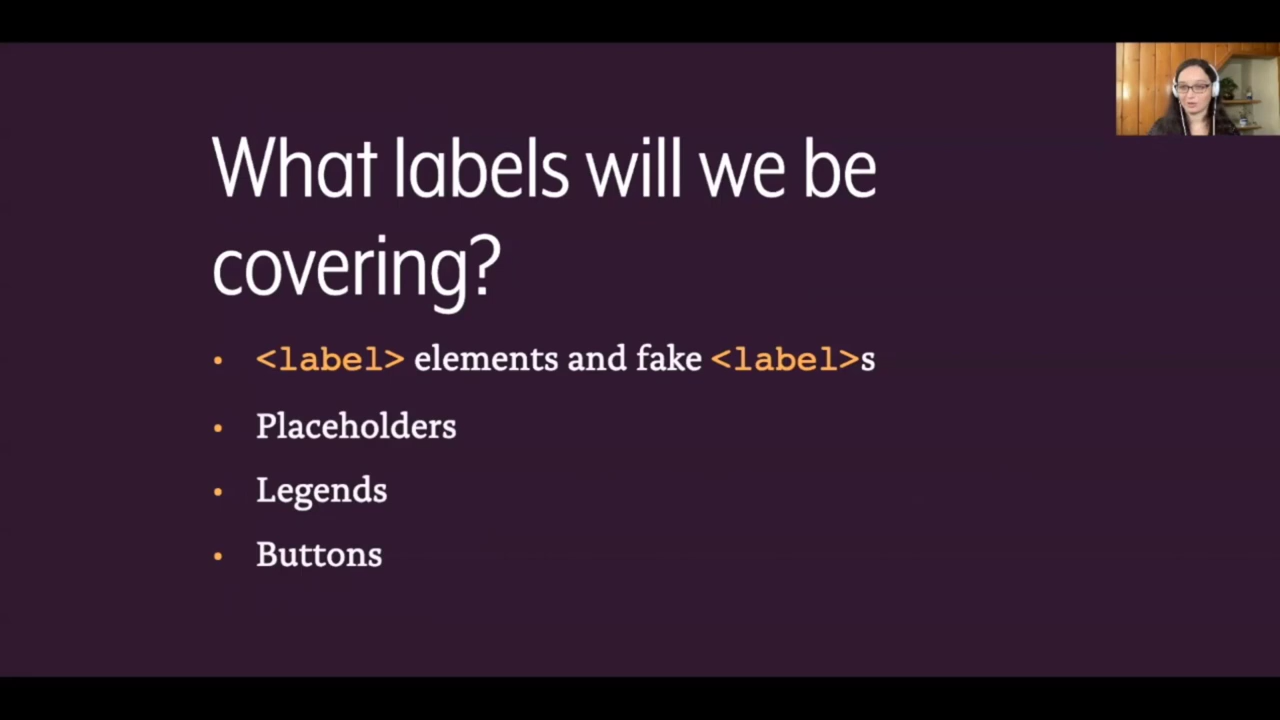 What labels will we be
covering?
• <label> elements and fake <label>s
• Placeholders
• Legends
• Buttons